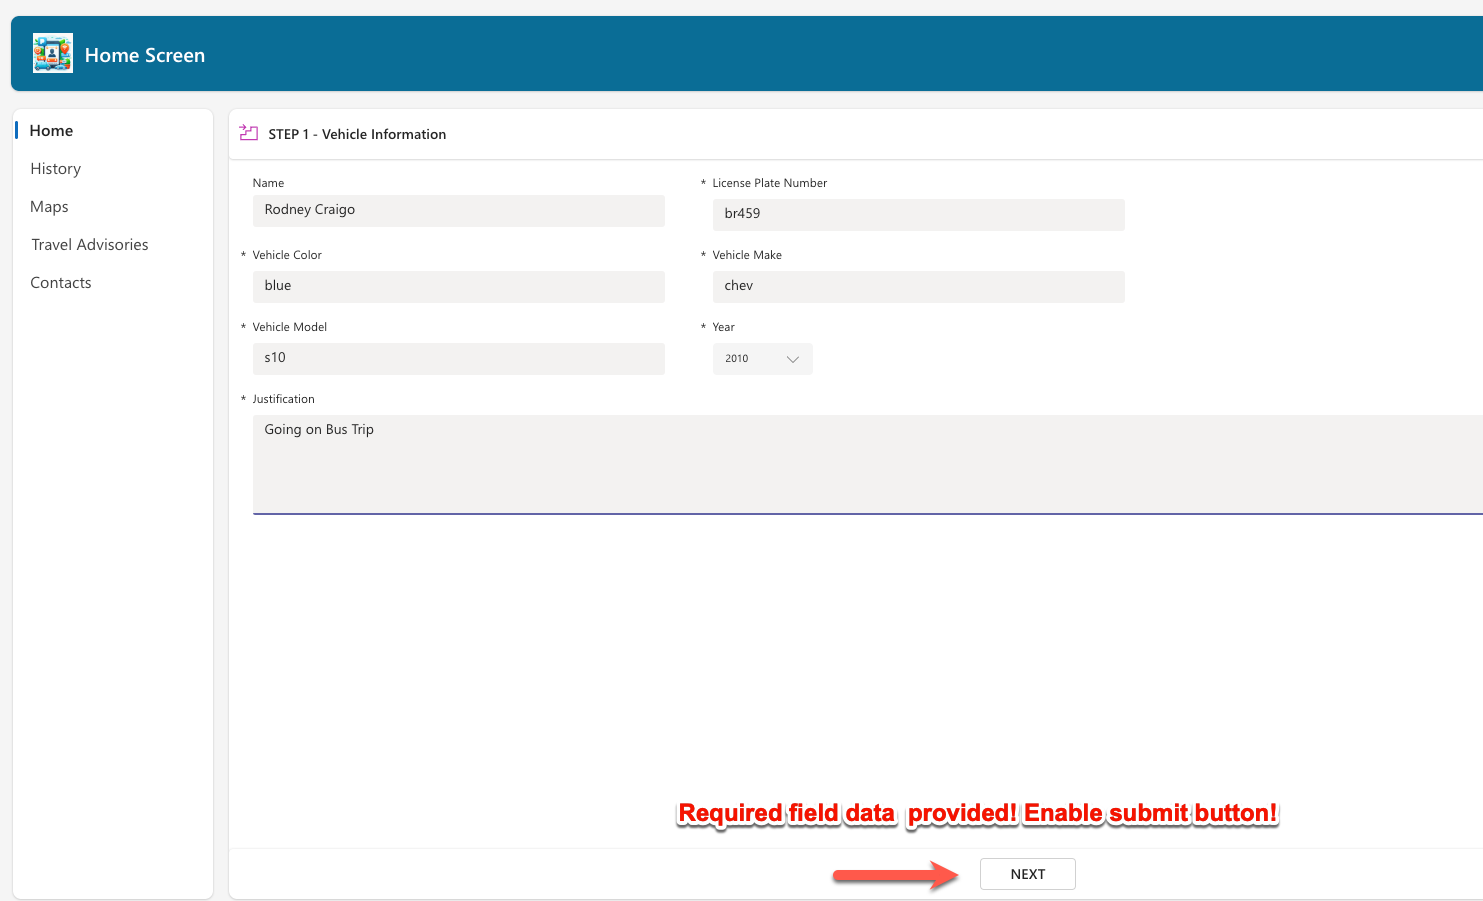 Home Screen
Home
History
Maps
Travel Advisories
Contacts
STEP 1 - Vehicle Information
Name
* License Plate Number
Rodney Craigo
br459
* Vehicle Color
* Vehicle Make
blue
chev
* Vehicle Model
* Year
s10
2010
* Justification
Going on Bus Trip
Required field data provided! Enable submit button!
NEXT